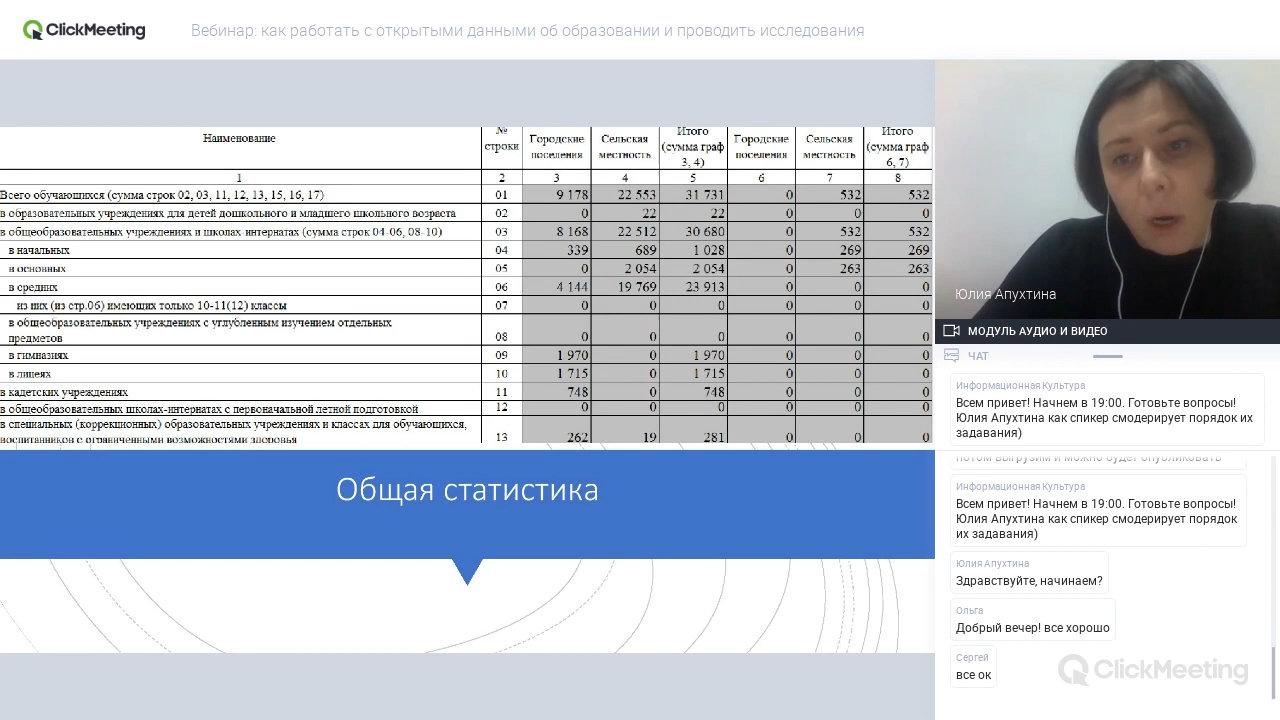 ClickMeeting
Вебинар: как работать с открытыми данными об образовании и проводить исследования
Наименование № строки Городские поселения Сельская местность Итого (сумма граф 3, 4) Городские поселения Сельская местность Итого (сумма граф 6, 7)
1 2 3 4 5 6 7 8
Всего обучающихся (сумма строк 02, 03, 11, 12, 13, 15, 16, 17) 01 9 178 22 553 31 731 0 532 532
в образовательных учреждениях для детей дошкольного и младшего школьного возраста 02 0 22 22 0 0 0
в общеобразовательных учреждениях и школах-интернатах (сумма строк 04-06, 08-10) 03 8 168 22 512 30 680 0 532 532
в начальных 04 339 689 1 028 0 269 269
в основных 05 0 2 054 2 054 0 263 263
в средних 06 4 144 19 769 23 913 0 0 0
из них (из стр.06) имеющих только 10-11(12) классы 07 0 0 0 0 0 0
в общеобразовательных учреждениях с углубленным изучением отдельных
предметов 08 0 0 0 0 0 0
в гимназиях 09 1 970 0 1 970 0 0 0
в лицеях 10 1 715 0 1 715 0 0 0
в кадетских учреждениях 11 748 0 748 0 0 0
в общеобразовательных школах-интернатах с первоначальной летной подготовкой 12 0 0 0 0 0 0
в специальных (коррекционных) образовательных учреждениях и классах для обучающихся,
воспитанников с ограниченными возможностями здоровья 13 262 19 281 0 0 0
Общая статистика
Юлия Апухтина
МОДУЛЬ АУДИО И ВИДЕО
ЧАТ
Информационная Культура
Всем привет! Начнем в 19:00. Готовьте вопросы!
Юлия Апухтина как спикер смодерирует порядок их
задавания)
потом выгрузим и можно будет опубликовать
Информационная Культура
Всем привет! Начнем в 19:00. Готовьте вопросы!
Юлия Апухтина как спикер смодерирует порядок
их задавания)
Юлия Апухтина
Здравствуйте, начинаем?
Ольга
Добрый вечер! все хорошо
Сергей
все ок
ClickMeeting